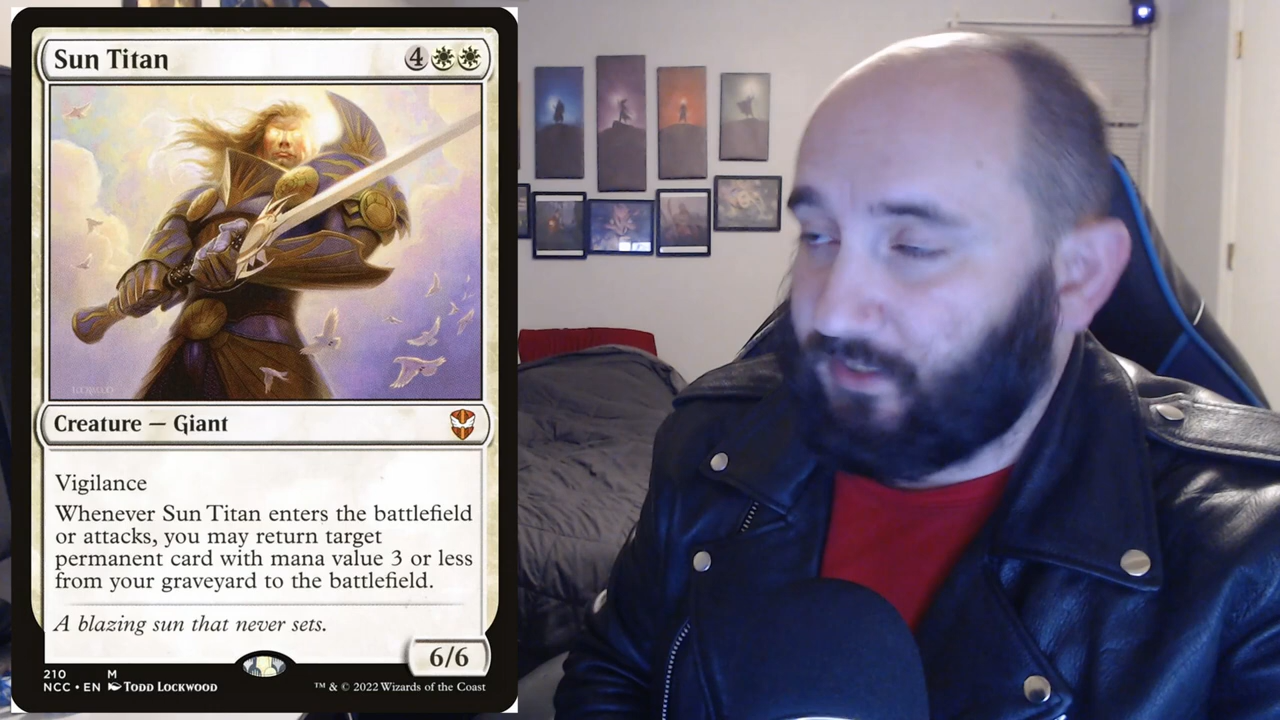 Sun Titan 4
LOCKWOOD
Creature — Giant
Vigilance
Whenever Sun Titan enters the battlefield
or attacks, you may return target
permanent card with mana value 3 or less
from your graveyard to the battlefield.
A blazing sun that never sets.
6/6
210 M
NCC • EN TODD LOCKWOOD ™ & © 2022 Wizards of the Coast